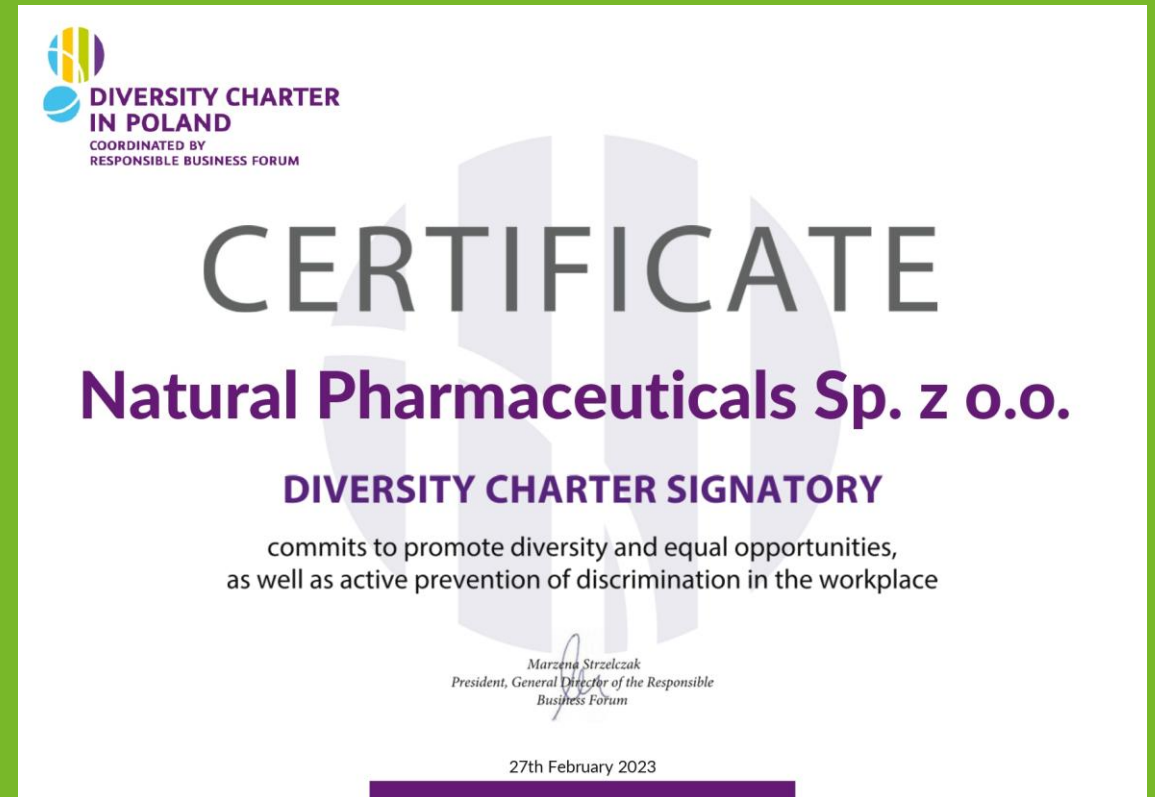 DIVERSITY CHARTER
IN POLAND
COORDINATED BY
RESPONSIBLE BUSINESS FORUM
CERTIFICATE
Natural Pharmaceuticals Sp. z o.o.
DIVERSITY CHARTER SIGNATORY
commits to promote diversity and equal opportunities,
as well as active prevention of discrimination in the workplace
Marzena Strzelczak
President, General Director of the Responsible
Business Forum
27th February 2023